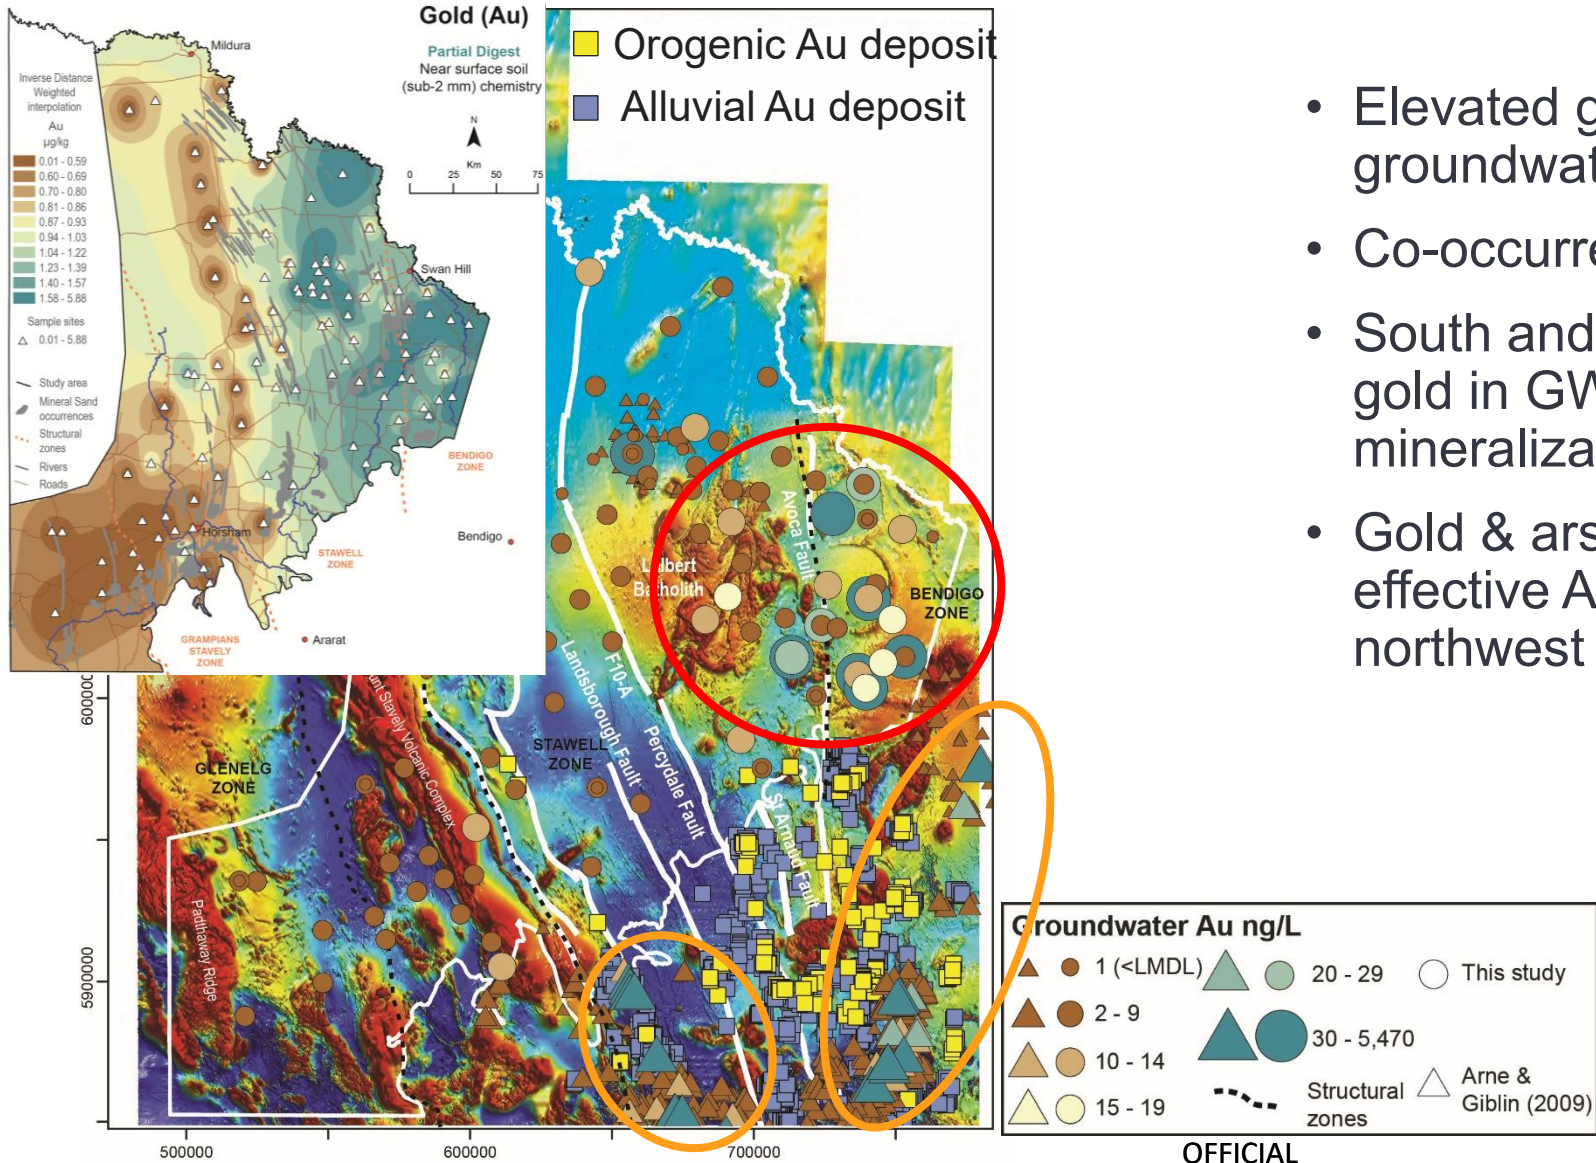 Gold (Au)
Partial Digest
Near surface soil
(sub-2 mm) chemistry
N
Km
0 25 50 75
Inverse Distance
Weighted
interpolation
Au
µg/kg
0.01 - 0.59
0.60 - 0.69
0.70 - 0.80
0.81 - 0.86
0.87 - 0.93
0.94 - 1.03
1.04 - 1.22
1.23 - 1.39
1.40 - 1.57
1.58 - 5.88
Sample sites
0.01 - 5.88
Study area
Mineral Sand
occurrences
Structural
zones
Rivers
Roads
Mildura
Swan Hill
BENDIGO
ZONE
Bendigo
Horsham
STAWELL
ZONE
Ararat
GRAMPIANS
STAVELY
ZONE
Orogenic Au deposit
Alluvial Au deposit
Avoca Fault
Batholith
BENDIGO
ZONE
F10-A
Landsborough Fault
Percydale Fault
STAWELL
ZONE
St Arnaud Fault
GLENELG
ZONE
unt Stavely Volcanic Complex
Padthaway Ridge
600000
590000
500000
600000
700000
Groundwater Au ng/L
1 (<LMDL)
2 - 9
10 - 14
15 - 19
20 - 29
30 - 5,470
Structural
zones
This study
Arne &
Giblin (2009)
• Elevated g
groundwat
• Co-occurre
• South and
gold in GW
mineraliza
• Gold & ars
effective A
northwest
OFFICIAL